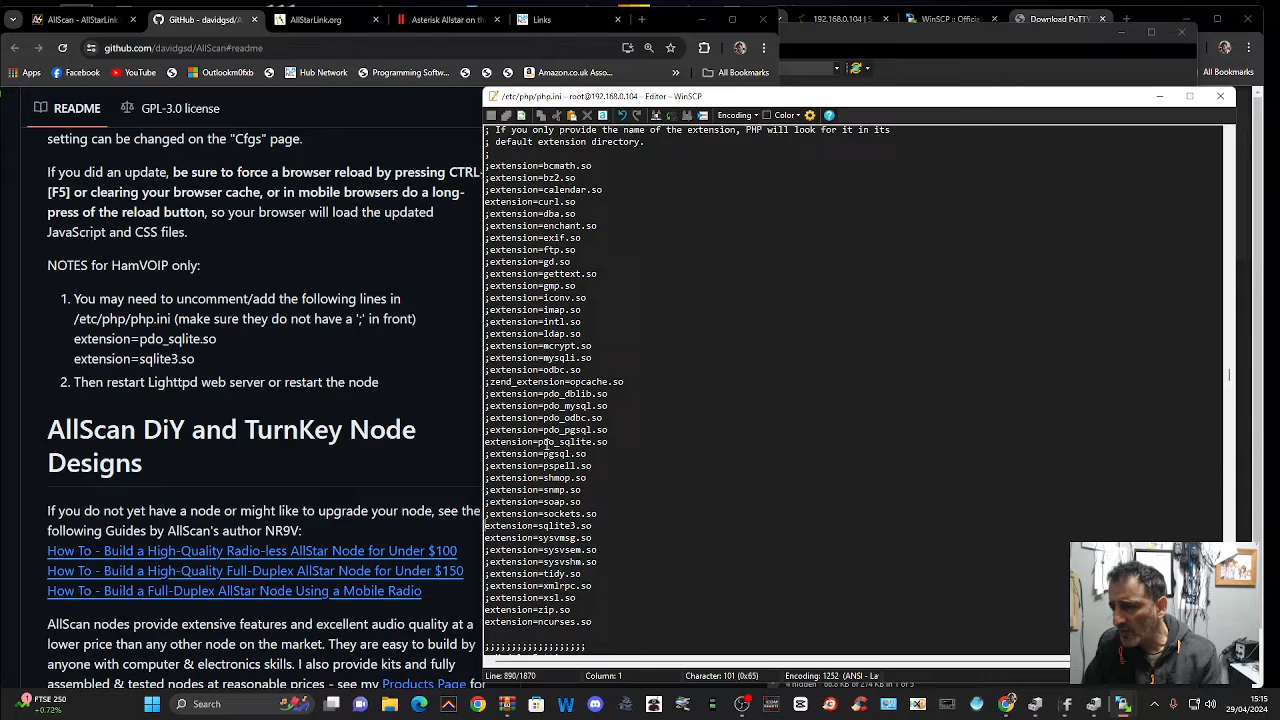 AllScan - AllStarLink
GitHub - davidgsd/A
AllStarLink.org
Asterisk Allstar on th
Links
192.168.0.104 | S
WinSCP :: Offici
Download PuTTY
github.com/davidgsd/AllScan#readme
Apps
Facebook
YouTube
Outlookm0fxb
Hub Network
Programming Softw...
Amazon.co.uk Asso...
»
All Bookmarks
All Bookmarks
README
GPL-3.0 license
/etc/php/php.ini - root@192.168.0.104 - Editor - WinSCP
Encoding
Color
setting can be changed on the "Cfgs" page.
If you did an update, be sure to force a browser reload by pressing CTRL-
[F5] or clearing your browser cache, or in mobile browsers do a long-
press of the reload button, so your browser will load the updated
JavaScript and CSS files.
NOTES for HamVOIP only:
1. You may need to uncomment/add the following lines in
/etc/php/php.ini (make sure they do not have a ';' in front)
extension=pdo_sqlite.so
extension=sqlite3.so
2. Then restart Lighttpd web server or restart the node
AllScan DiY and TurnKey Node
Designs
If you do not yet have a node or might like to upgrade your node, see the
following Guides by AllScan's author NR9V:
How To - Build a High-Quality Radio-less AllStar Node for Under $100
How To - Build a High-Quality Full-Duplex AllStar Node for Under $150
How To - Build a Full-Duplex AllStar Node Using a Mobile Radio
AllScan nodes provide extensive features and excellent audio quality at a
lower price than any other node on the market. They are easy to build by
anyone with computer & electronics skills. I also provide kits and fully
assembled & tested nodes at reasonable prices - see my Products Page for
; If you only provide the name of the extension, PHP will look for it in its
; default extension directory.
;
;extension=bcmath.so
;extension=bz2.so
;extension=calendar.so
extension=curl.so
;extension=dba.so
;extension=enchant.so
;extension=exif.so
;extension=ftp.so
;extension=gd.so
;extension=gettext.so
;extension=gmp.so
;extension=iconv.so
;extension=imap.so
;extension=intl.so
;extension=ldap.so
;extension=mcrypt.so
;extension=mysqli.so
;extension=odbc.so
;zend_extension=opcache.so
;extension=pdo_dblib.so
;extension=pdo_mysql.so
;extension=pdo_odbc.so
;extension=pdo_pgsql.so
extension=pdo_sqlite.so
;extension=pgsql.so
;extension=pspell.so
;extension=shmop.so
;extension=snmp.so
;extension=soap.so
;extension=sockets.so
extension=sqlite3.so
;extension=sysvmsg.so
;extension=sysvsem.so
;extension=sysvshm.so
;extension=tidy.so
;extension=xmlrpc.so
;extension=xsl.so
extension=zip.so
extension=ncurses.so
;;;;;;;;;;;;;;;;;;;
Line: 890/1870
Column: 1
Character: 101 (0x65)
Encoding: 1252 (ANSI - La
FTSE 250
+0.72%
Search
15:15
29/04/2024